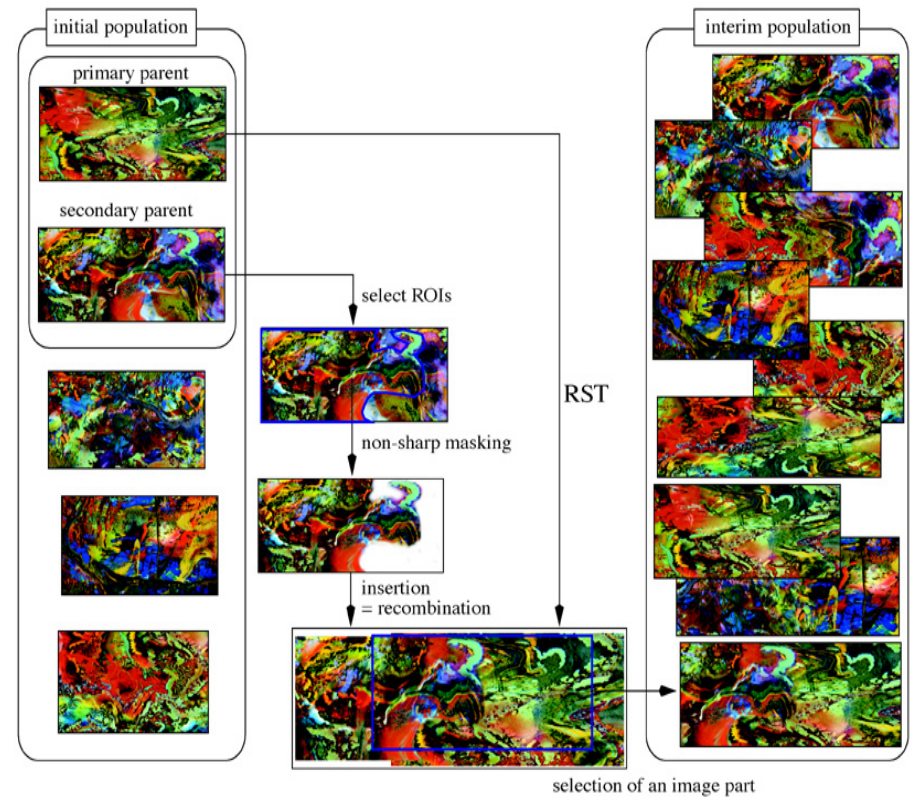 initial population
primary parent
secondary parent
select ROIs
non-sharp masking
insertion
= recombination
RST
selection of an image part
interim population